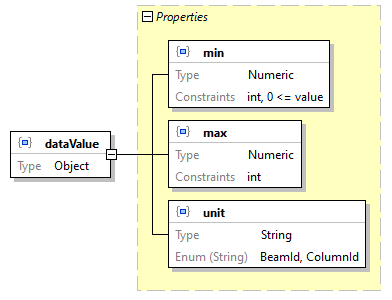 Properties
min
Type Numeric
Constraints int, 0 <= value
max
Type Numeric
Constraints int
dataValue
Type Object
unit
Type String
Enum (String) BeamId, ColumnId